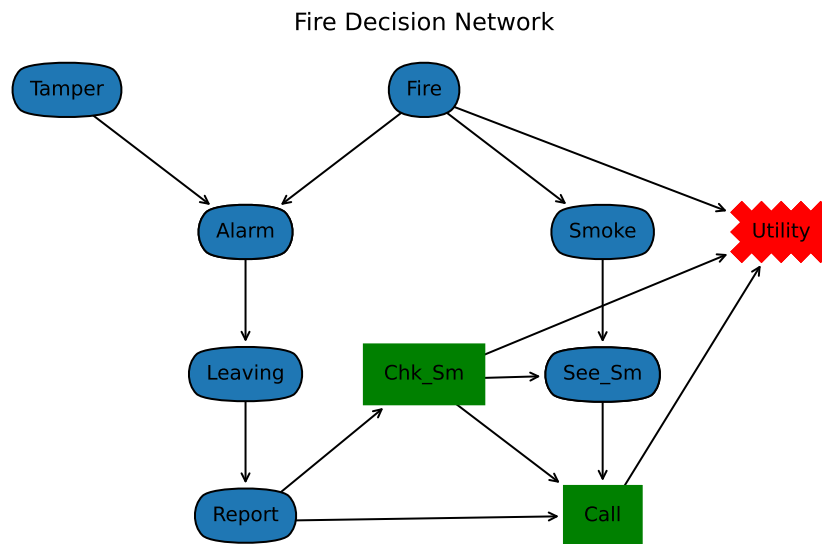 Fire Decision Network
Tamper
Fire
Alarm
Smoke
Utility
Leaving
Chk_Sm
See_Sm
Report
Call